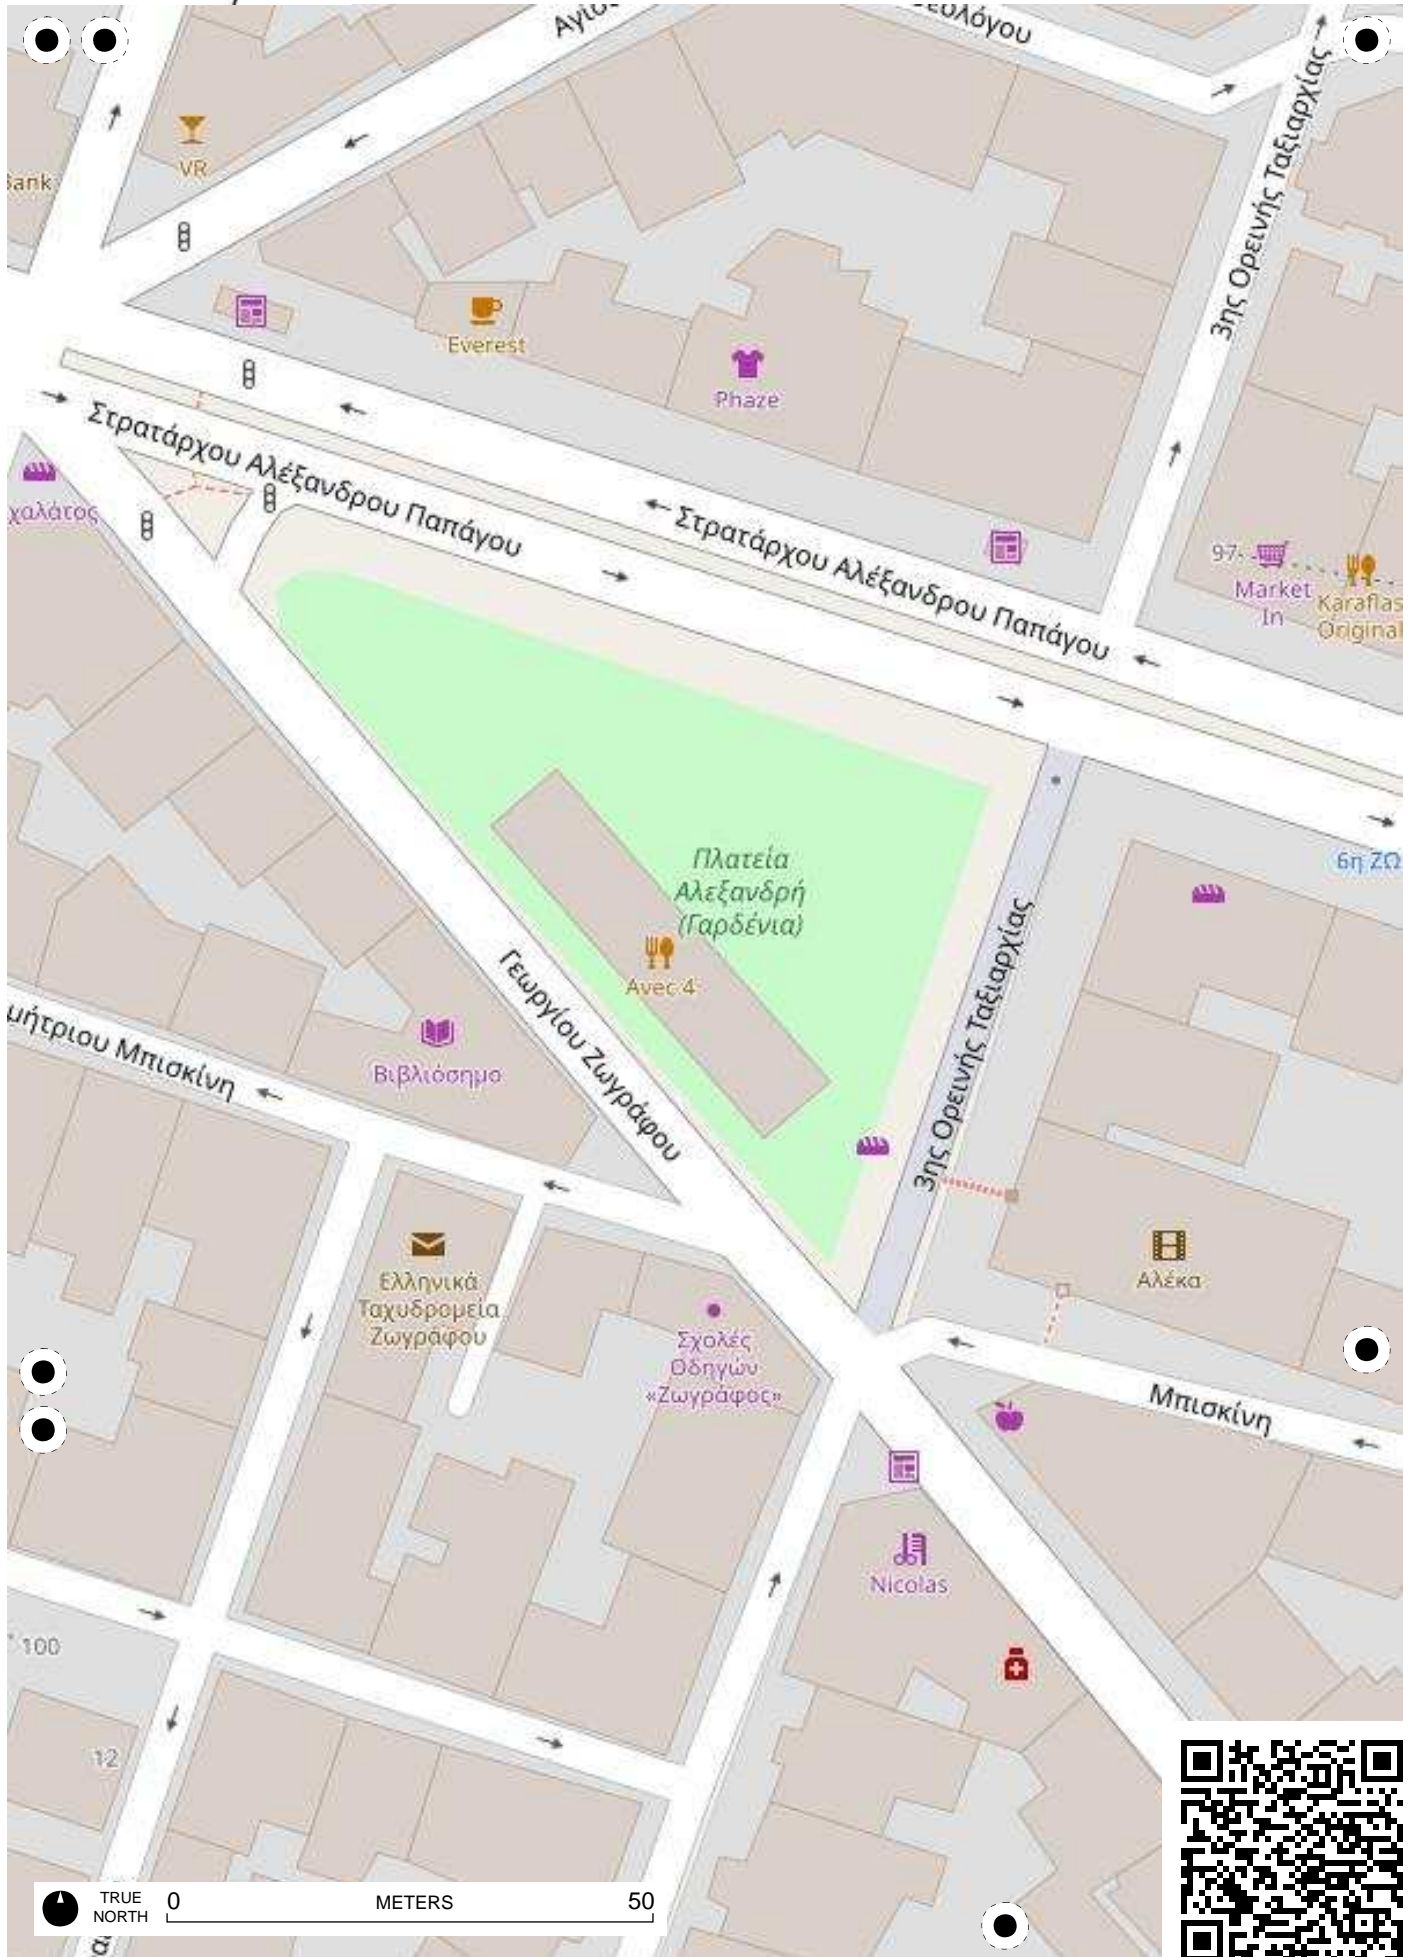 3ης Ορεινής Ταξιαρχίας
VR
Everest
Phaze
Στρατάρχου Αλέξανδρου Παπάγου
Στρατάρχου Αλέξανδρου Παπάγου
97
Market
In
Karaflas
Original
6η ΖΩ
Πλατεία
Αλεξανδρή
(Γαρδένια)
Avec 4
Γεωργίου Ζωγράφου
3ης Ορεινής Ταξιαρχίας
Βιβλιόσημο
μήτριου Μπισκίνη
Ελληνικά
Ταχυδρομεία
Ζωγράφου
Σχολές
Οδηγών
«Ζωγράφος»
Αλέκα
Μπισκίνη
Nicolas
100
12
TRUE
NORTH
0 METERS 50